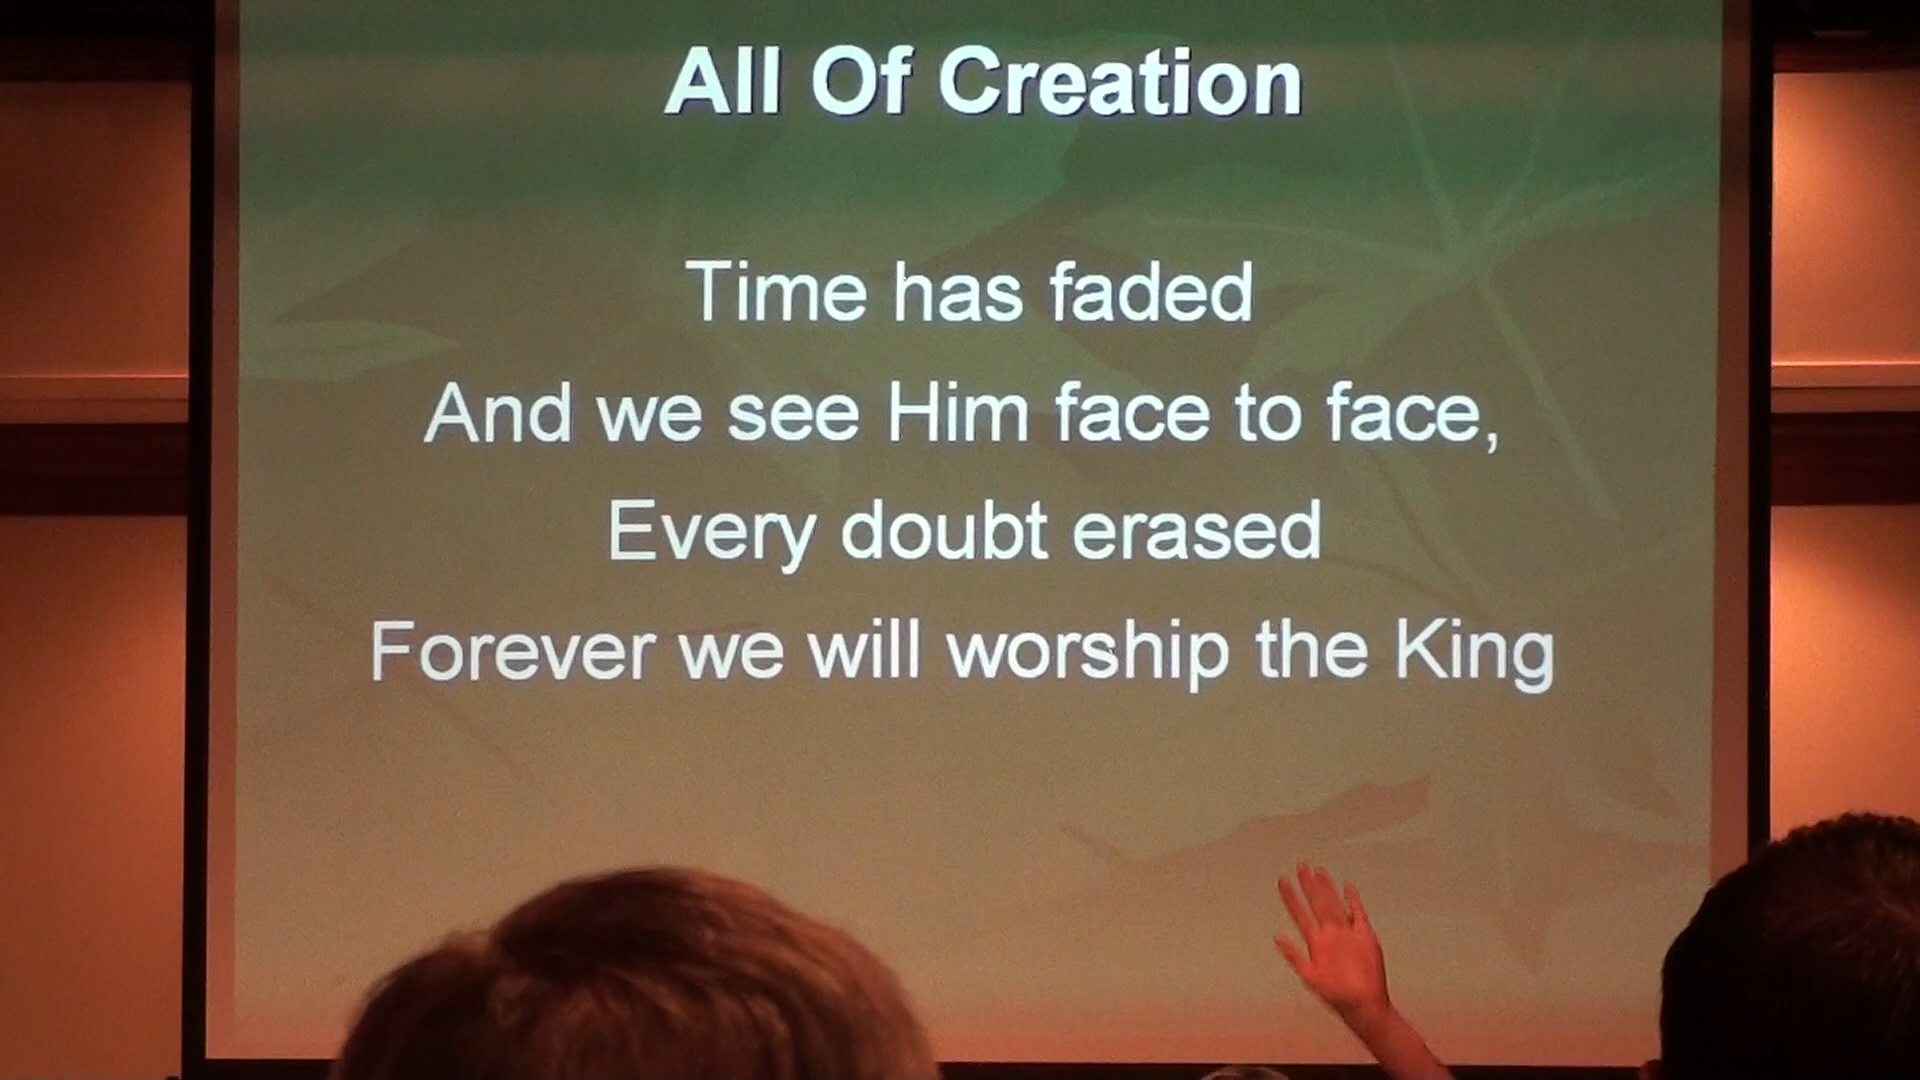 All Of Creation
Time has faded
And we see Him face to face,
Every doubt erased
Forever we will worship the King